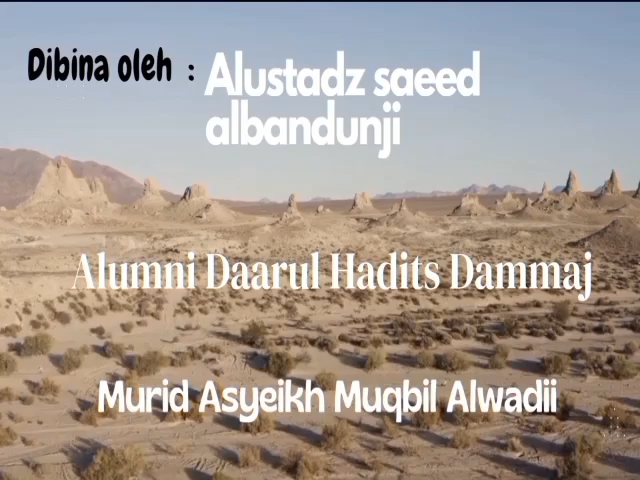 Dibina oleh : Alustadz saeed
albandunji
Alumni Daarul Hadits Dammaj
Murid Asyeikh Muqbil Alwadii